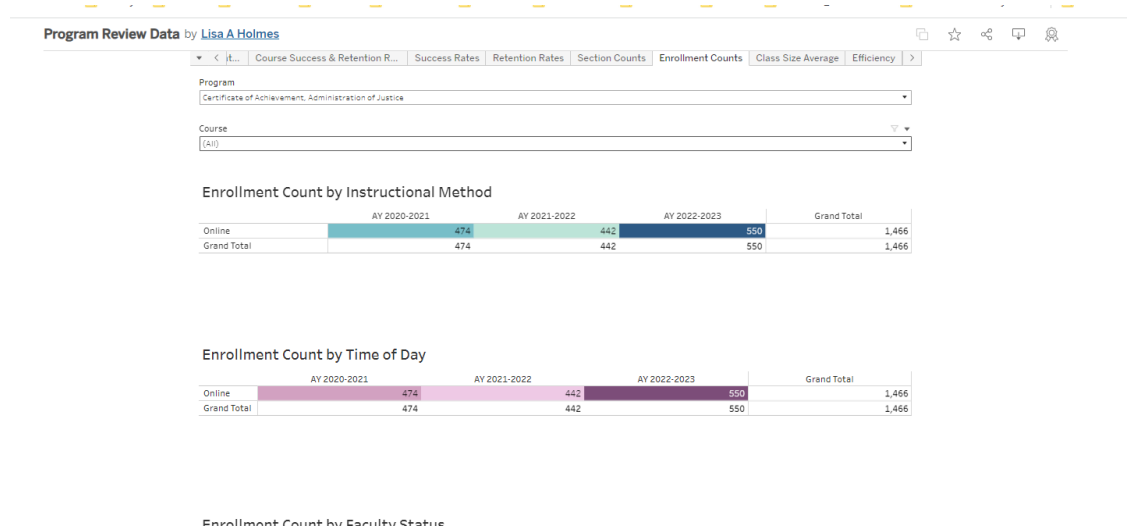 Program Review Data by Lisa A Holmes
Course Success & Retention R... Success Rates Retention Rates Section Counts Enrollment Counts Class Size Average Efficiency
Program
Certificate of Achievement, Administration of Justice
Course
(All)
Enrollment Count by Instructional Method
AY 2020-2021 AY 2021-2022 AY 2022-2023 Grand Total
Online 474 442 550 1,466
Grand Total 474 442 550 1,466
Enrollment Count by Time of Day
AY 2020-2021 AY 2021-2022 AY 2022-2023 Grand Total
Online 474 442 550 1,466
Grand Total 474 442 550 1,466
Enrollment Count by Faculty Status